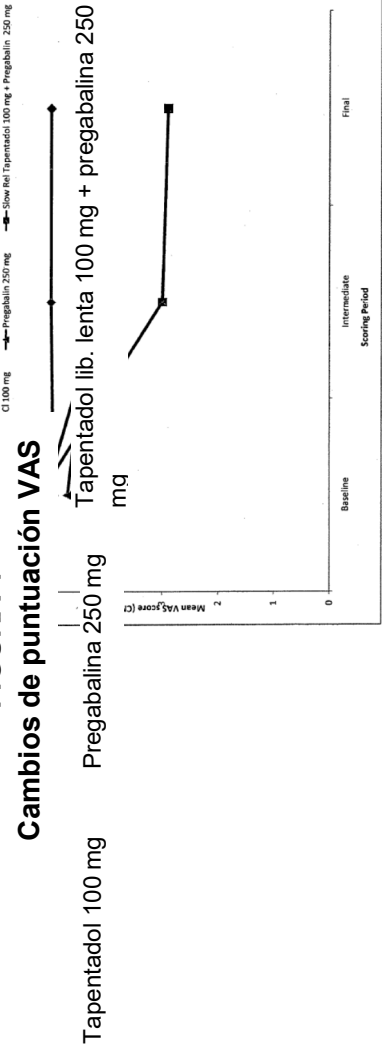 Cambios de puntuación VAS
Tapentadol 100 mg
Pregabalina 250 mg
Tapentadol lib. lenta 100 mg + pregabalina 250
mg
Cl 100 mg
Pregabalin 250 mg
Slow Rel Tapentadol 100 mg + Pregabalin 250 mg
Mean VAS score (C
2
1
0
Baseline
Intermediate
Final
Scoring Period